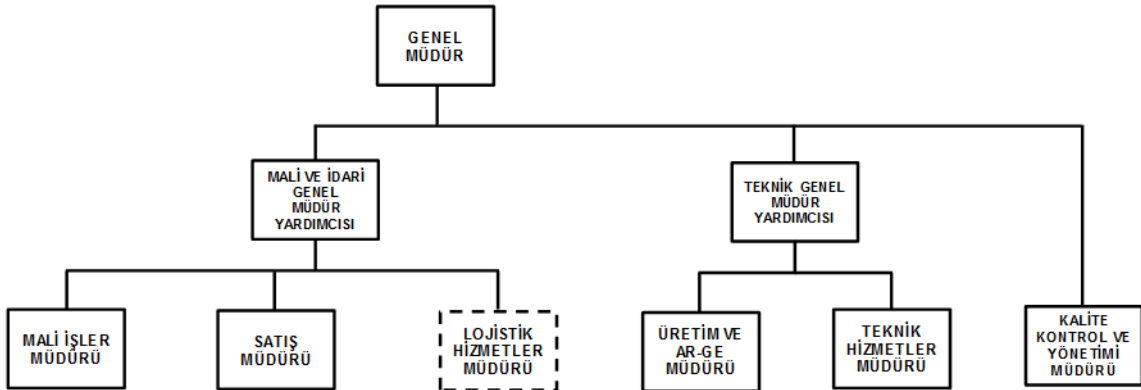 GENEL
MÜDÜR
MALİ VE İDARİ
GENEL
MÜDÜR
YARDIMCISI
TEKNİK GENEL
MÜDÜR
YARDIMCISI
MALİ İŞLER
MÜDÜRÜ
SATIŞ
MÜDÜRÜ
LOJİSTİK
HİZMETLER
MÜDÜRÜ
ÜRETİM VE
AR-GE
MÜDÜRÜ
TEKNİK
HİZMETLER
MÜDÜRÜ
KALİTE
KONTROL VE
YÖNETİMİ
MÜDÜRÜ